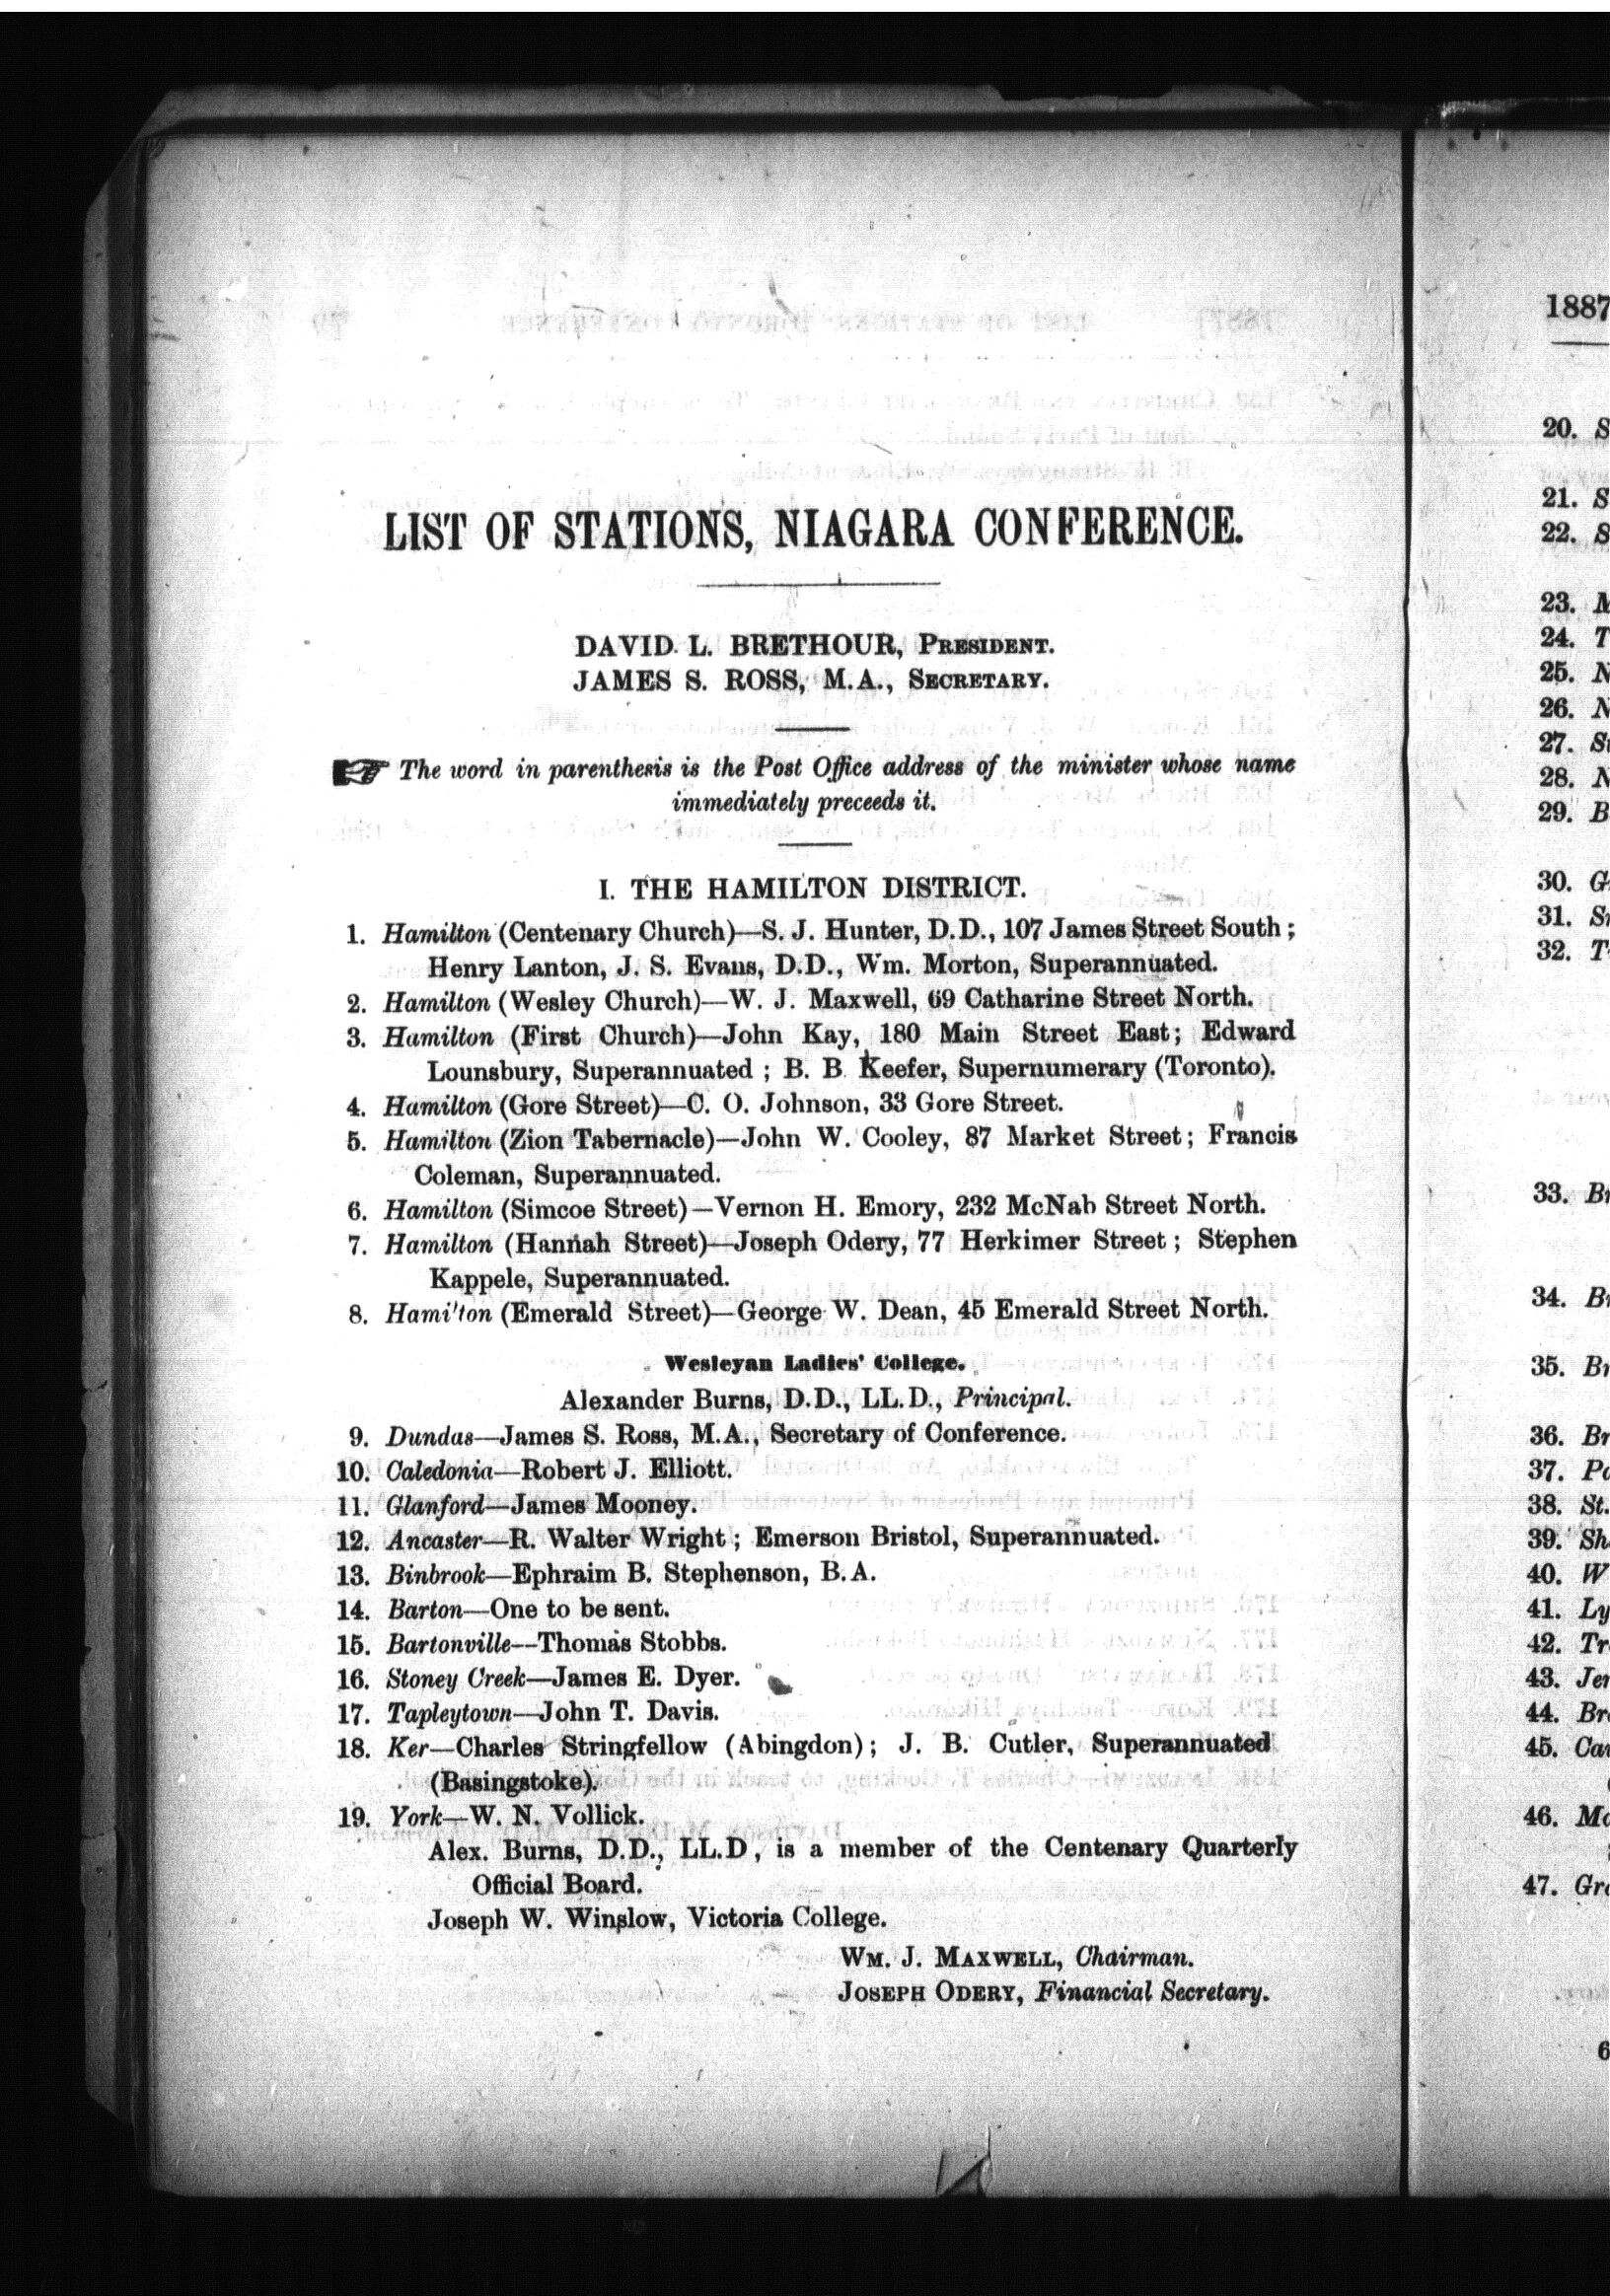 LIST OF STATIONS, NIAGARA CONFERENCE.
DAVID L. BRETHOUR, PRESIDENT.
JAMES S. ROSS, M.A., SECRETARY.
☞ The word in parenthesis is the Post Office address of the minister whose name
immediately preceeds it.
I. THE HAMILTON DISTRICT.
1. Hamilton (Centenary Church)—S. J. Hunter, D.D., 107 James Street South;
Henry Lanton, J. S. Evans, D.D., Wm. Morton, Superannuated.
2. Hamilton (Wesley Church)—W. J. Maxwell, 69 Catharine Street North.
3. Hamilton (First Church)—John Kay, 180 Main Street East; Edward
Lounsbury, Superannuated; B. B. Keefer, Supernumerary (Toronto).
4. Hamilton (Gore Street)—C. O. Johnson, 33 Gore Street.
5. Hamilton (Zion Tabernacle)—John W. Cooley, 87 Market Street; Francis
Coleman, Superannuated.
6. Hamilton (Simcoe Street)—Vernon H. Emory, 232 McNab Street North.
7. Hamilton (Hannah Street)—Joseph Odery, 77 Herkimer Street; Stephen
Kappele, Superannuated.
8. Hamilton (Emerald Street)—George W. Dean, 45 Emerald Street North.
Wesleyan Ladies' College.
Alexander Burns, D.D., LL.D., Principal.
9. Dundas—James S. Ross, M.A., Secretary of Conference.
10. Caledonia—Robert J. Elliott.
11. Glanford—James Mooney.
12. Ancaster—R. Walter Wright; Emerson Bristol, Superannuated.
13. Binbrook—Ephraim B. Stephenson, B.A.
14. Barton—One to be sent.
15. Bartonville—Thomas Stobbs.
16. Stoney Creek—James E. Dyer.
17. Tapleytown—John T. Davis.
18. Ker—Charles Stringfellow (Abingdon); J. B. Cutler, Superannuated
(Basingstoke).
19. York—W. N. Vollick.
Alex. Burns, D.D., LL.D, is a member of the Centenary Quarterly
Official Board.
Joseph W. Winslow, Victoria College.
WM. J. MAXWELL, Chairman.
JOSEPH ODERY, Financial Secretary.
1887
20. S
21. S
22. S
23. M
24. T
25. N
26. N
27. S
28. N
29. B
30. G
31. S
32. T
33. B
34. B
35. B
36. Br
37. Po
38. St.
39. Sh
40. W
41. Ly
42. Tr
43. Jer
44. Bro
45. Ca
46. Mo
47. Gra
6